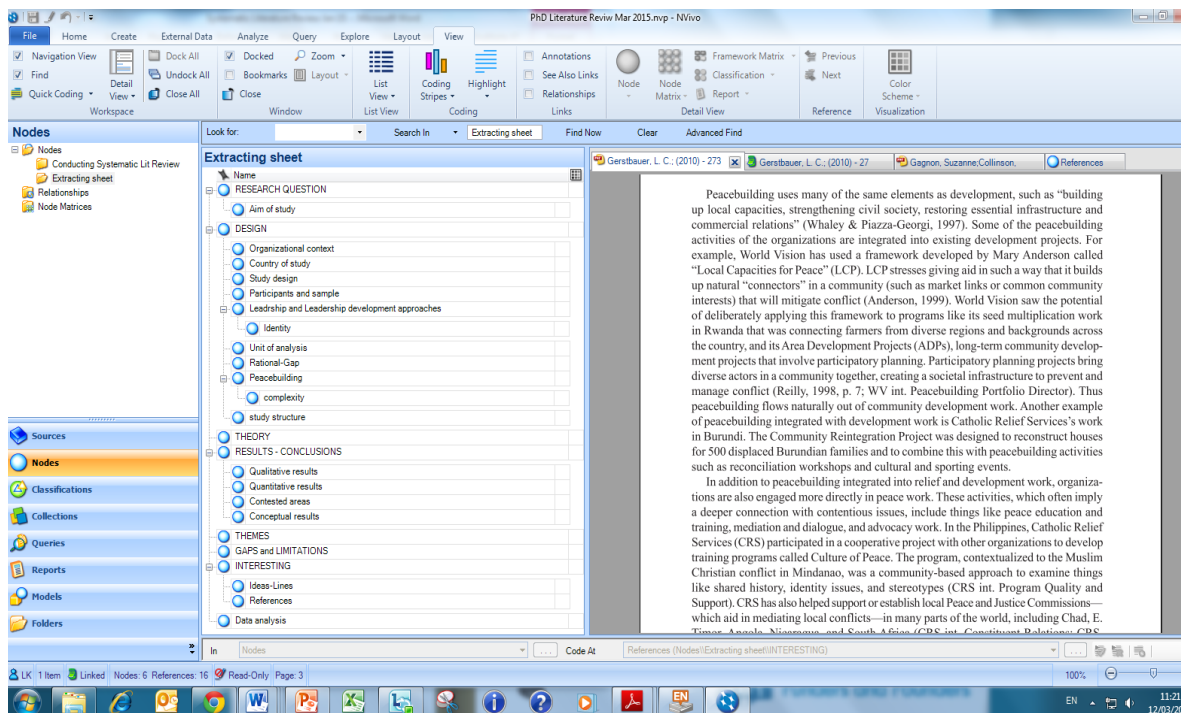 PhD Literature Reviw Mar 2015.nvp - NVivo
File Home Create External Data Analyze Query Explore Layout View
Navigation View
Find
Quick Coding
Detail View
Dock All
Undock All
Close All
Workspace
Docked
Bookmarks
Close
Zoom
Layout
Window
List View
List View
Coding Stripes
Highlight
Coding
Annotations
See Also Links
Relationships
Links
Node
Node Matrix
Framework Matrix
Classification
Report
Detail View
Previous
Next
Reference
Color Scheme
Visualization
Nodes
Look for: Search In Extracting sheet Find Now Clear Advanced Find
Nodes
Conducting Systematic Lit Review
Extracting sheet
Relationships
Node Matrices
Sources
Nodes
Classifications
Collections
Queries
Reports
Models
Folders
Extracting sheet
Name
RESEARCH QUESTION
Aim of study
DESIGN
Organizational context
Country of study
Study design
Participants and sample
Leadrship and Leadership development approaches
Identity
Unit of analysis
Rational-Gap
Peacebuilding
complexity
study structure
THEORY
RESULTS - CONCLUSIONS
Qualitative results
Quantitative results
Contested areas
Conceptual results
THEMES
GAPS and LIMITATIONS
INTERESTING
Ideas-Lines
References
Data analysis
Gerstbauer, L. C.; (2010) - 273 Gerstbauer, L. C.; (2010) - 27 Gagnon, Suzanne;Collinson, References
Peacebuilding uses many of the same elements as development, such as “building
up local capacities, strengthening civil society, restoring essential infrastructure and
commercial relations” (Whaley & Piazza-Georgi, 1997). Some of the peacebuilding
activities of the organizations are integrated into existing development projects. For
example, World Vision has used a framework developed by Mary Anderson called
“Local Capacities for Peace” (LCP). LCP stresses giving aid in such a way that it builds
up natural “connectors” in a community (such as market links or common community
interests) that will mitigate conflict (Anderson, 1999). World Vision saw the potential
of deliberately applying this framework to programs like its seed multiplication work
in Rwanda that was connecting farmers from diverse regions and backgrounds across
the country, and its Area Development Projects (ADPs), long-term community develop-
ment projects that involve participatory planning. Participatory planning projects bring
diverse actors in a community together, creating a societal infrastructure to prevent and
manage conflict (Reilly, 1998, p. 7; WV int. Peacebuilding Portfolio Director). Thus
peacebuilding flows naturally out of community development work. Another example
of peacebuilding integrated with development work is Catholic Relief Services’s work
in Burundi. The Community Reintegration Project was designed to reconstruct houses
for 500 displaced Burundian families and to combine this with peacebuilding activities
such as reconciliation workshops and cultural and sporting events.
In addition to peacebuilding integrated into relief and development work, organiza-
tions are also engaged more directly in peace work. These activities, which often imply
a deeper connection with contentious issues, include things like peace education and
training, mediation and dialogue, and advocacy work. In the Philippines, Catholic Relief
Services (CRS) participated in a cooperative project with other organizations to develop
training programs called Culture of Peace. The program, contextualized to the Muslim
Christian conflict in Mindanao, was a community-based approach to examine things
like shared history, identity issues, and stereotypes (CRS int. Program Quality and
Support). CRS has also helped support or establish local Peace and Justice Commissions—
which aid in mediating local conflicts—in many parts of the world, including Chad, E.
Timor, Angola, Nicaragua, and South Africa (CRS int. Constituent Relations; CRS
In Nodes ... Code At References (Nodes\\Extracting sheet\INTERESTING) ...
LK 1 Item Linked Nodes: 6 References: 16 Read-Only Page: 3 100%
EN 11:21
12/03/20